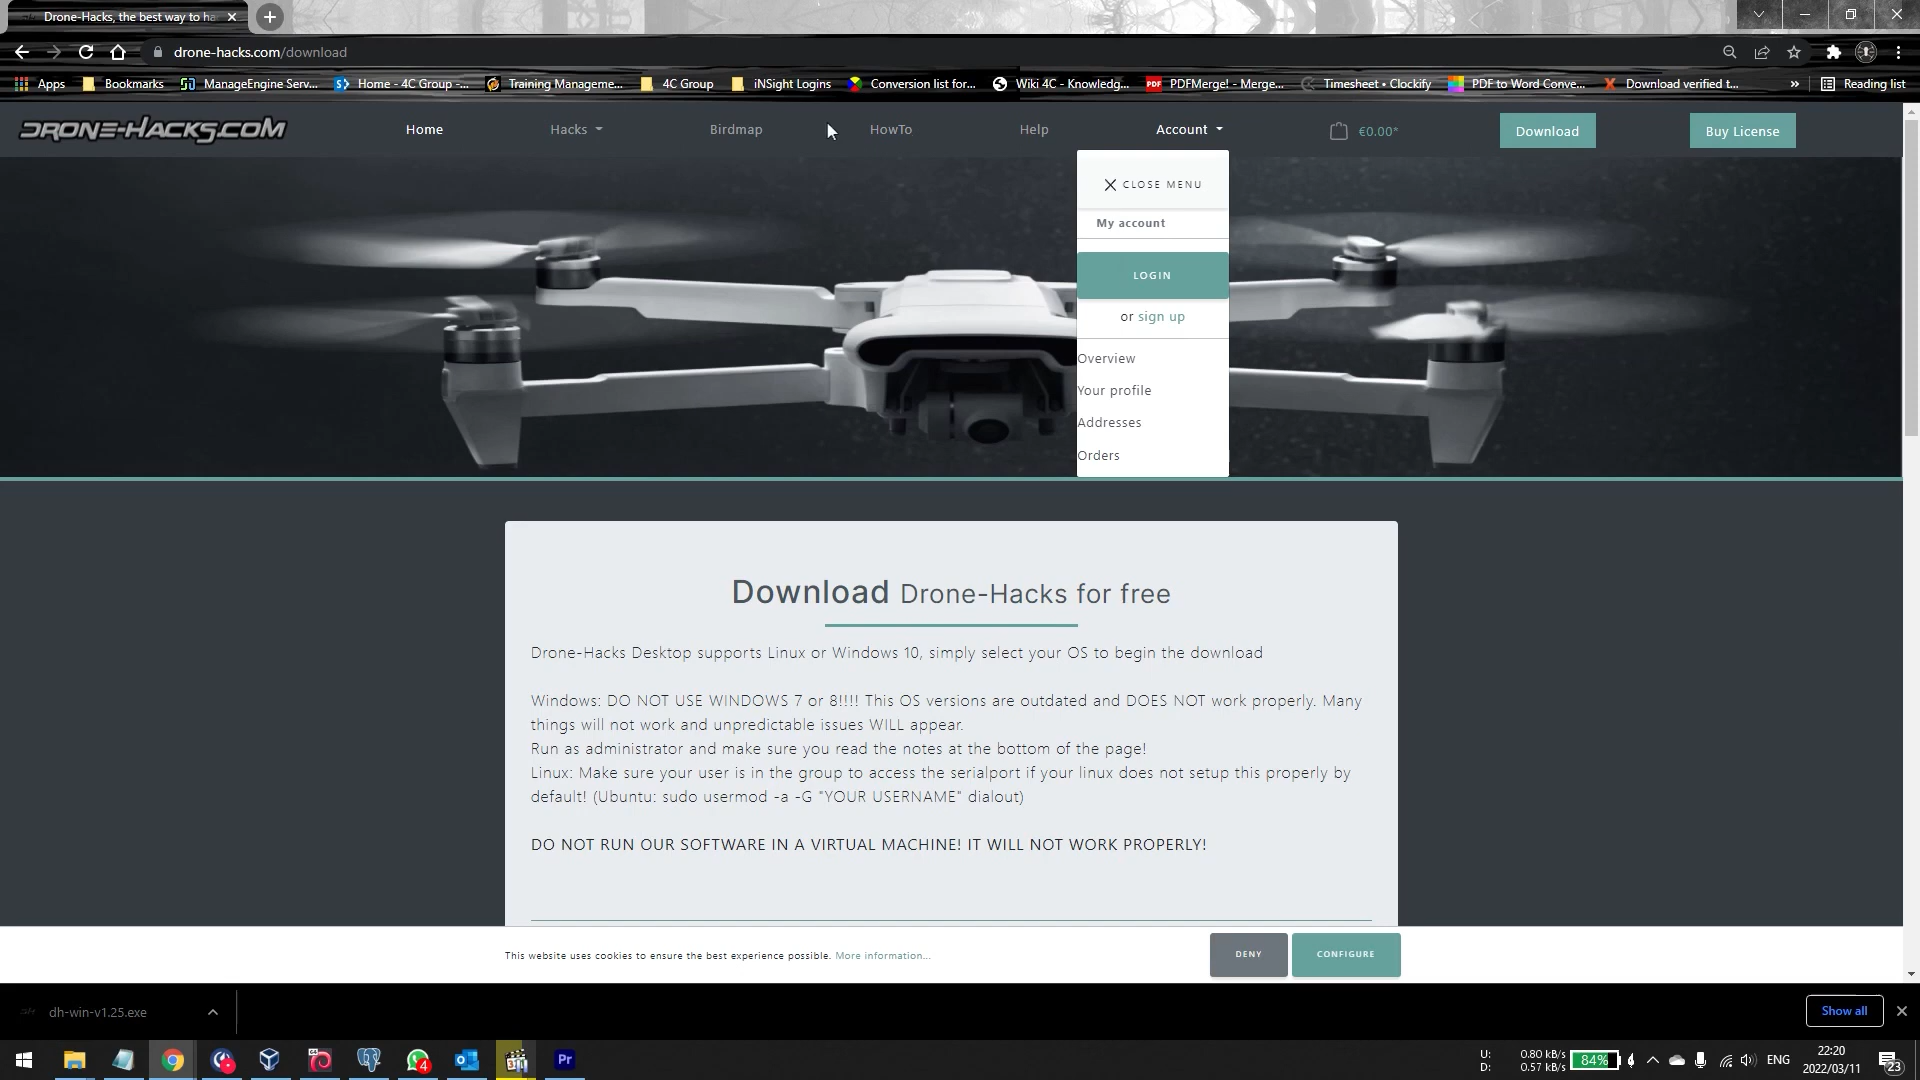 Drone-Hacks, the best way to ha
drone-hacks.com/download
Apps Bookmarks ManageEngine Serv... Home - 4C Group -... Training Manageme... 4C Group iNSight Logins Conversion list for... Wiki 4C - Knowledg... PDF PDFMerge! - Merge... Timesheet • Clockify PDF to Word Conve... Download verified t... » Reading list
DRONE-HACKS.COM Home Hacks Birdmap HowTo Help Account €0.00* Download Buy License
CLOSE MENU
My account
LOGIN
or sign up
Overview
Your profile
Addresses
Orders
Download Drone-Hacks for free
Drone-Hacks Desktop supports Linux or Windows 10, simply select your OS to begin the download
Windows: DO NOT USE WINDOWS 7 or 8!!!! This OS versions are outdated and DOES NOT work properly. Many
things will not work and unpredictable issues WILL appear.
Run as administrator and make sure you read the notes at the bottom of the page!
Linux: Make sure your user is in the group to access the serialport if your linux does not setup this properly by
default! (Ubuntu: sudo usermod -a -G "YOUR USERNAME" dialout)
DO NOT RUN OUR SOFTWARE IN A VIRTUAL MACHINE! IT WILL NOT WORK PROPERLY!
This website uses cookies to ensure the best experience possible. More information... DENY CONFIGURE
dh-win-v1.25.exe Show all
4 Pr
U: 0.80 kB/s
D: 0.57 kB/s
84%
ENG
22:20
2022/03/11
23